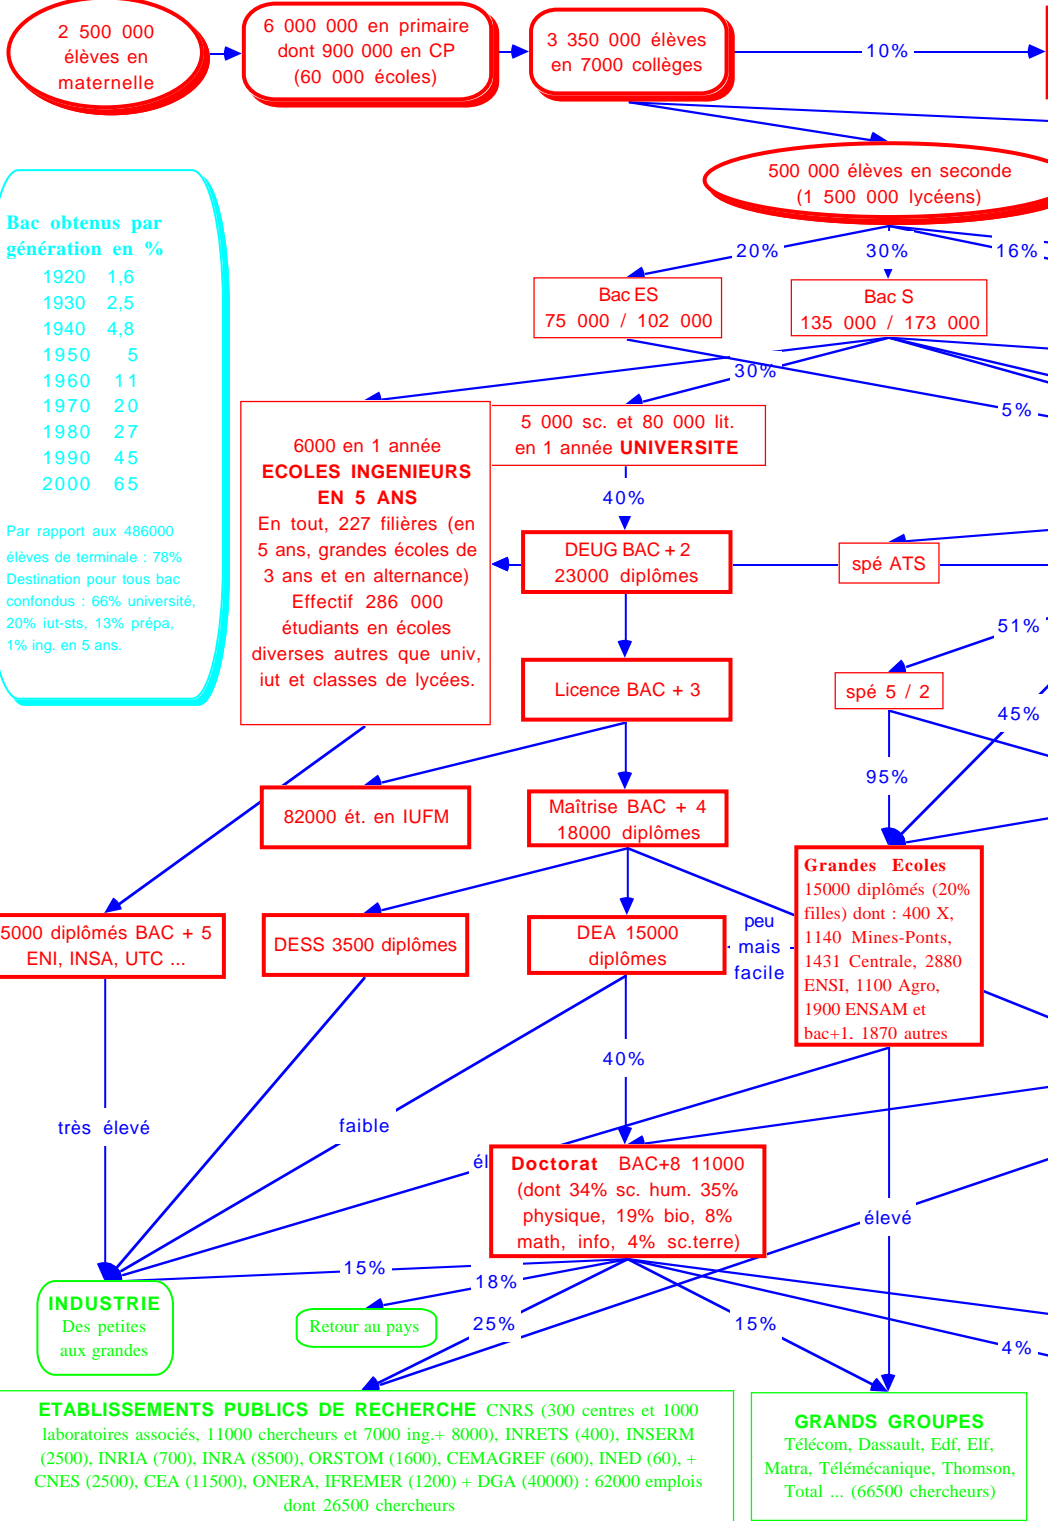 2 500 000
élèves en
maternelle
6 000 000 en primaire
dont 900 000 en CP
(60 000 écoles)
3 350 000 élèves
en 7000 collèges
10%
500 000 élèves en seconde
(1 500 000 lycéens)
Bac obtenus par
génération en %
1920 1,6
1930 2,5
1940 4,8
1950 5
1960 11
1970 20
1980 27
1990 45
2000 65
Par rapport aux 486000
élèves de terminale : 78%
Destination pour tous bac
confondus : 66% université,
20% iut-sts, 13% prépa,
1% ing. en 5 ans.
20%
30%
16%
Bac ES
75 000 / 102 000
Bac S
135 000 / 173 000
30%
5%
6000 en 1 année
ECOLES INGENIEURS
EN 5 ANS
En tout, 227 filières (en
5 ans, grandes écoles de
3 ans et en alternance)
Effectif 286 000
étudiants en écoles
diverses autres que univ,
iut et classes de lycées.
5 000 sc. et 80 000 lit.
en 1 année UNIVERSITE
40%
DEUG BAC + 2
23000 diplômes
spé ATS
51%
Licence BAC + 3
spé 5 / 2
45%
95%
82000 ét. en IUFM
Maîtrise BAC + 4
18000 diplômes
Grandes Ecoles
15000 diplômés (20%
filles) dont : 400 X,
1140 Mines-Ponts,
1431 Centrale, 2880
ENSI, 1100 Agro,
1900 ENSAM et
bac+1. 1870 autres
5000 diplômés BAC + 5
ENI, INSA, UTC ...
DESS 3500 diplômes
DEA 15000
diplômes
peu
mais
facile
40%
très élevé
faible
él
Doctorat BAC+8 11000
(dont 34% sc. hum. 35%
physique, 19% bio, 8%
math, info, 4% sc.terre)
élevé
15%
18%
25%
15%
4%
INDUSTRIE
Des petites
aux grandes
Retour au pays
ETABLISSEMENTS PUBLICS DE RECHERCHE CNRS (300 centres et 1000
laboratoires associés, 11000 chercheurs et 7000 ing.+ 8000), INRETS (400), INSERM
(2500), INRIA (700), INRA (8500), ORSTOM (1600), CEMAGREF (600), INED (60), +
CNES (2500), CEA (11500), ONERA, IFREMER (1200) + DGA (40000) : 62000 emplois
dont 26500 chercheurs
GRANDS GROUPES
Télécom, Dassault, Edf, Elf,
Matra, Télémécanique, Thomson,
Total ... (66500 chercheurs)